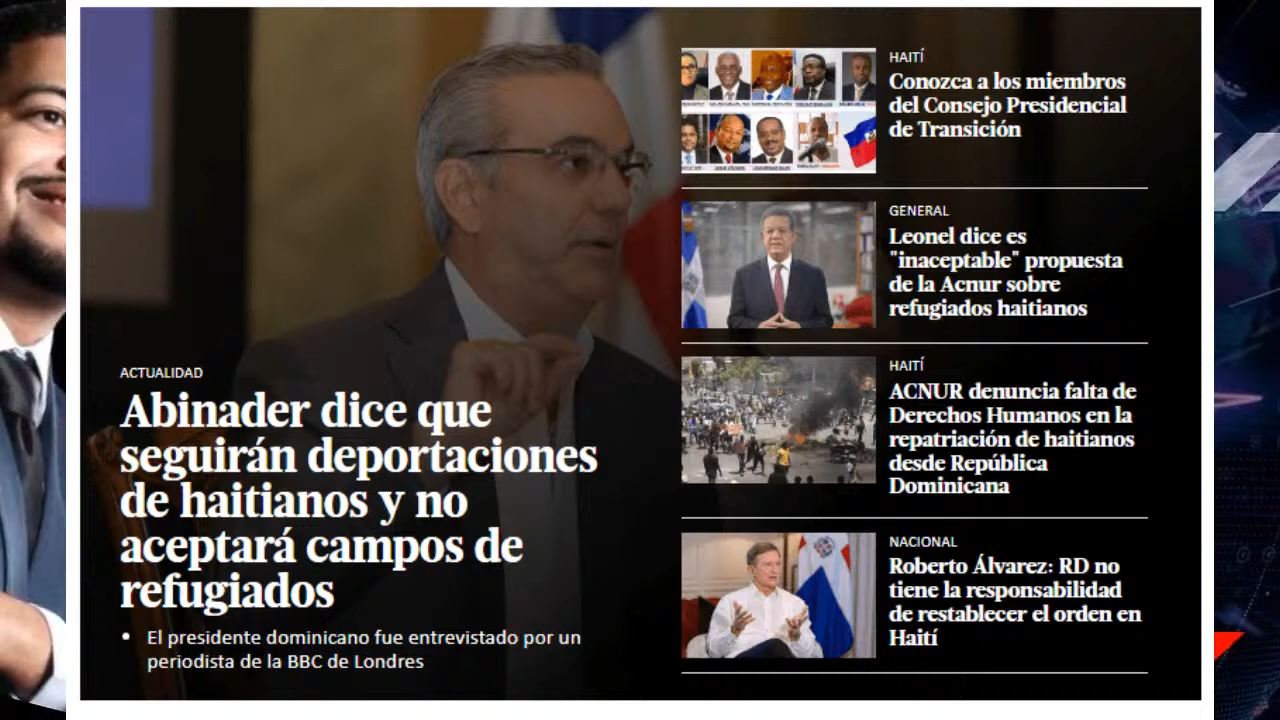 ACTUALIDAD
Abinader dice que
seguirán deportaciones
de haitianos y no
aceptará campos de
refugiados
• El presidente dominicano fue entrevistado por un
periodista de la BBC de Londres
HAITÍ
Conozca a los miembros
del Consejo Presidencial
de Transición
GENERAL
Leonel dice es
"inaceptable" propuesta
de la Acnur sobre
refugiados haitianos
HAITÍ
ACNUR denuncia falta de
Derechos Humanos en la
repatriación de haitianos
desde República
Dominicana
NACIONAL
Roberto Álvarez: RD no
tiene la responsabilidad
de restablecer el orden en
Haití